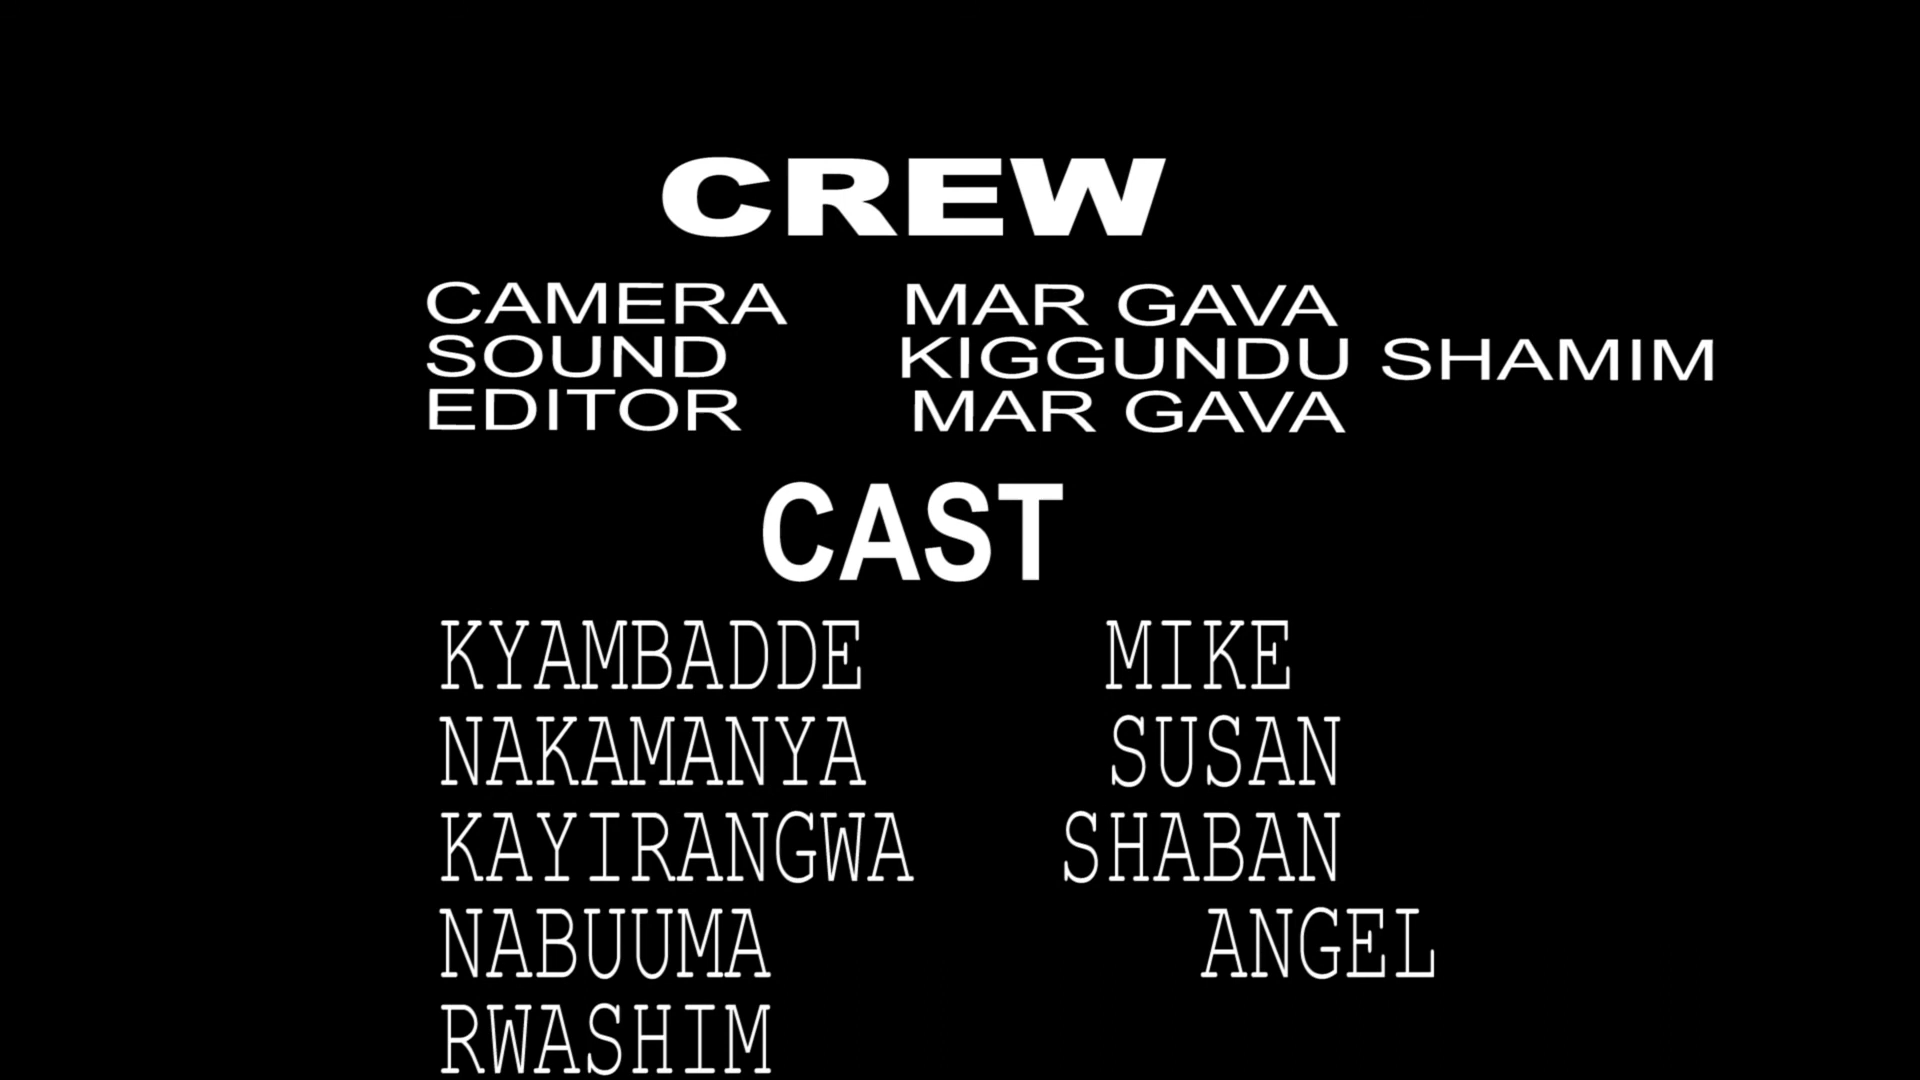 CREW
CAMERA MAR GAVA
SOUND KIGGUNDU SHAMIM
EDITOR MAR GAVA
CAST
KYAMBADDE MIKE
NAKAMANYA SUSAN
KAYIRANGWA SHABAN
NABUUMA ANGEL
RWASHIM